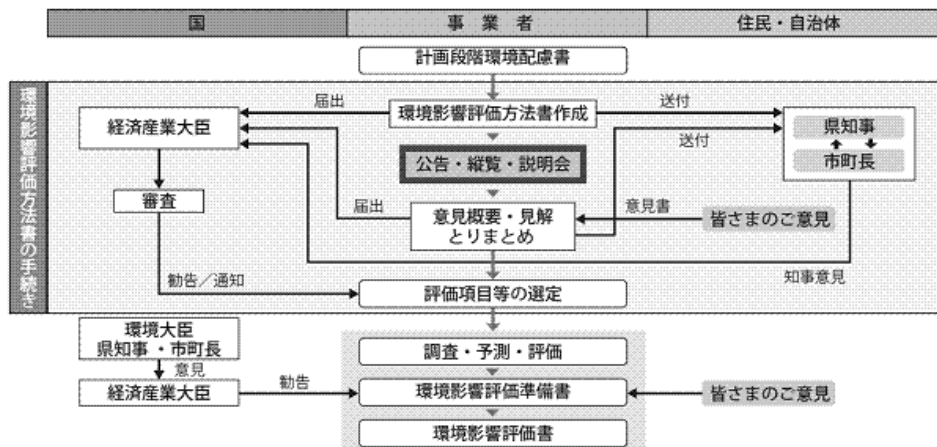 国
事業者
住民・自治体
計画段階環境配慮書
環境影響評価方法書の手続き
届出
環境影響評価方法書作成
送付
経済産業大臣
県知事
送付
公告・縦覧・説明会
市町長
審査
届出
意見概要・見解
とりまとめ
意見書
皆さまのご意見
勧告／通知
知事意見
評価項目等の選定
環境大臣
県知事・市町長
意見
調査・予測・評価
経済産業大臣
勧告
環境影響評価準備書
皆さまのご意見
環境影響評価書